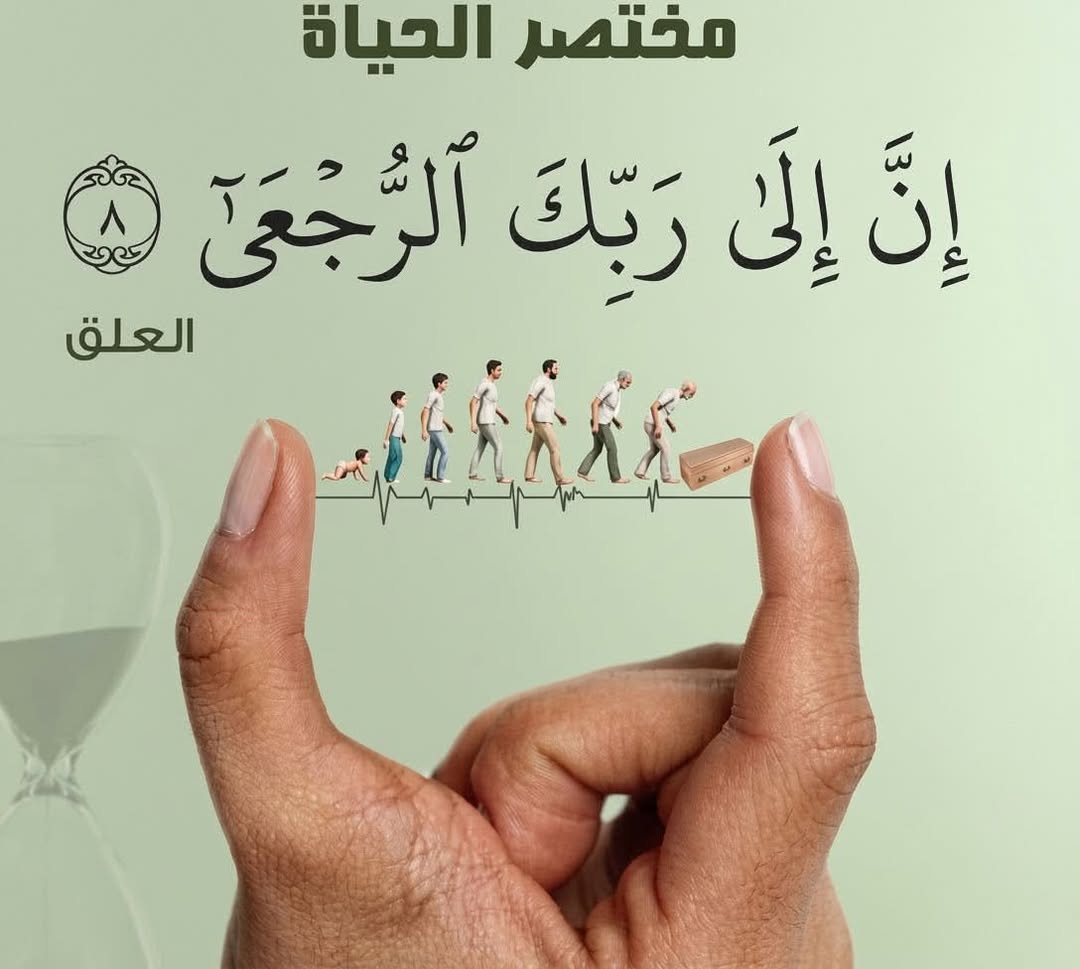 مختصر الحياة
إِنَّ إِلَىٰ رَبِّكَ ٱلرُّجْعَىٰٓ ٨
العلق